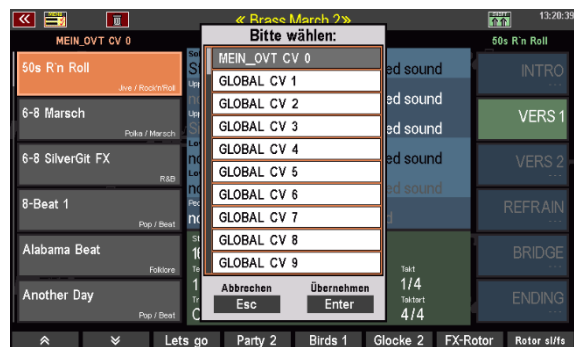 MENU
« Brass March 2»
13:20:39
MEIN_OVT CV 0
50s R'n Roll
Bitte
wählen:
50s R'n Roll
Jive / Rock'n'Roll
6-8 Marsch
Polka / Marsch
6-8 SilverGit FX
R&B
8-Beat 1
Pop / Beat
Alabama Beat
Folklore
Another Day
Pop / Beat
MEIN_OVT CV 0
GLOBAL CV 1
GLOBAL CV 2
GLOBAL CV 3
GLOBAL CV 4
GLOBAL CV 5
GLOBAL CV 6
GLOBAL CV 7
GLOBAL CV 8
GLOBAL CV 9
Abbrechen Übernehmen
Esc Enter
ed sound
ed sound
ed sound
ed sound
ed sound
Takt
1/4
Taktart
4/4
INTRO
---
VERS 1
---
VERS 2
---
REFRAIN
---
BRIDGE
---
ENDING
---
Lets go Party 2 Birds 1 Glocke 2 FX-Rotor Rotor sl/fs